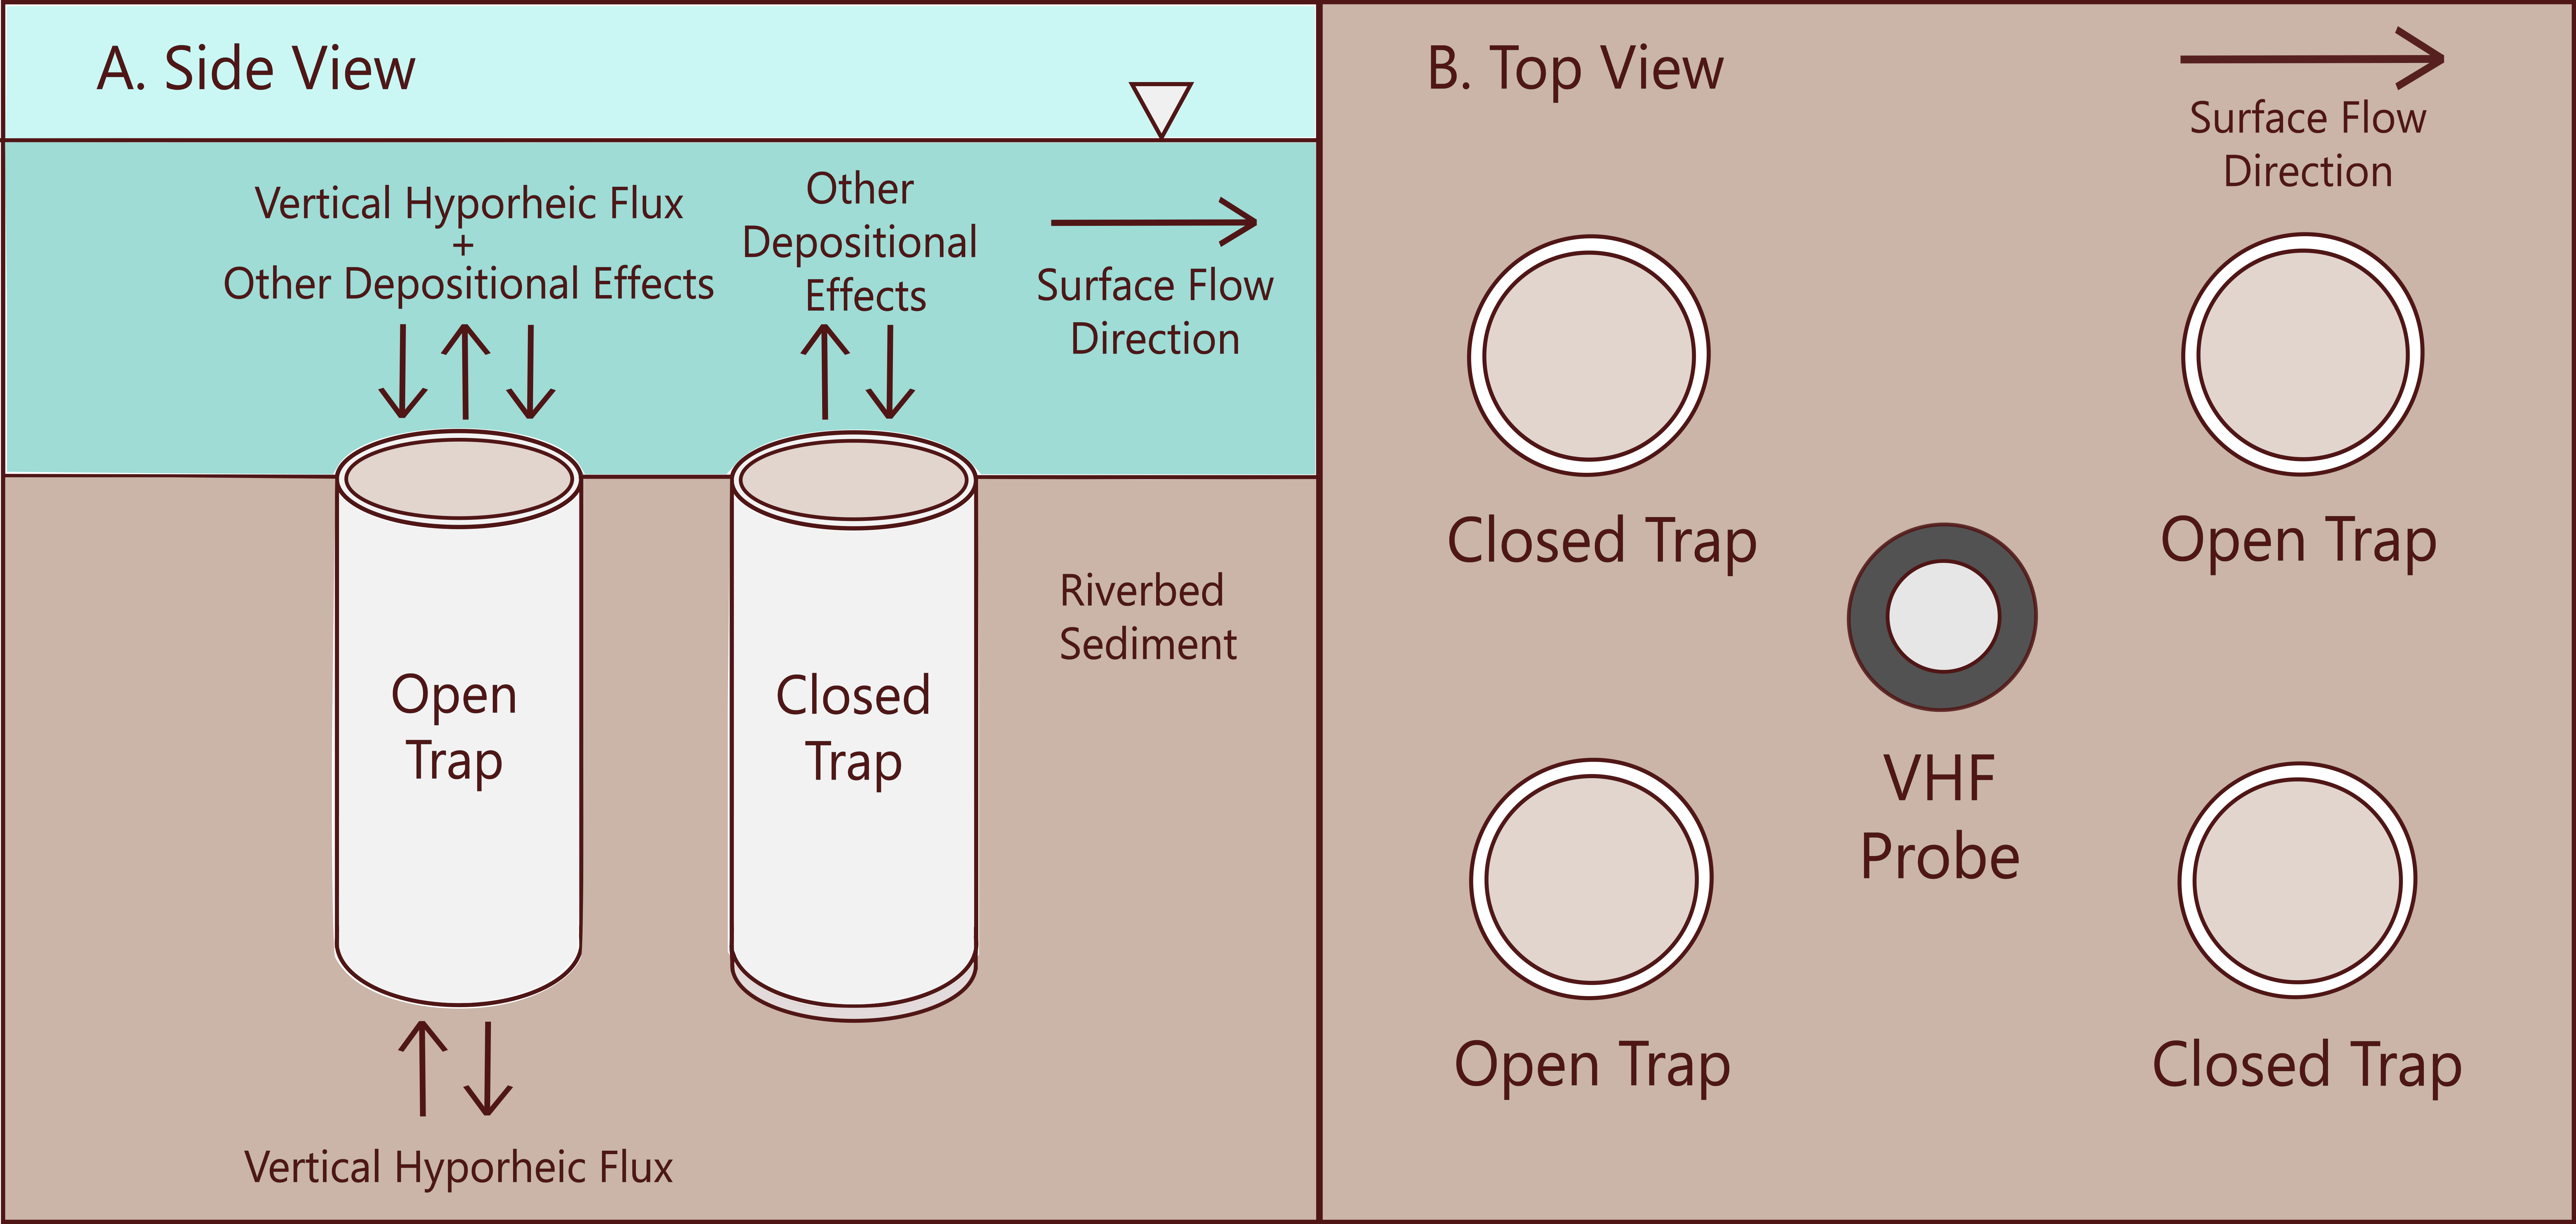 A. Side View
Vertical Hyporheic Flux
+
Other Depositional Effects
Other
Depositional
Effects
Surface Flow
Direction
Open
Trap
Closed
Trap
Riverbed
Sediment
Vertical Hyporheic Flux
B. Top View
Surface Flow
Direction
Closed Trap
Open Trap
VHF
Probe
Open Trap
Closed Trap